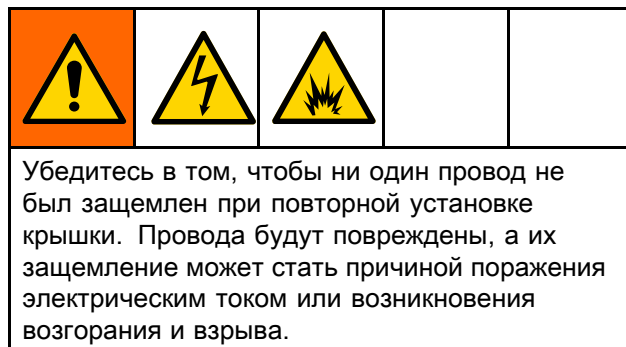 Убедитесь в том, чтобы ни один провод не
был защемлен при повторной установке
крышки. Провода будут повреждены, а их
защемление может стать причиной поражения
электрическим током или возникновения
возгорания и взрыва.